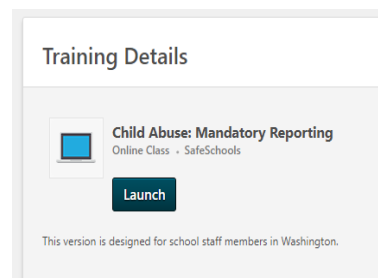 Training Details
Child Abuse: Mandatory Reporting
Online Class • SafeSchools
Launch
This version is designed for school staff members in Washington.